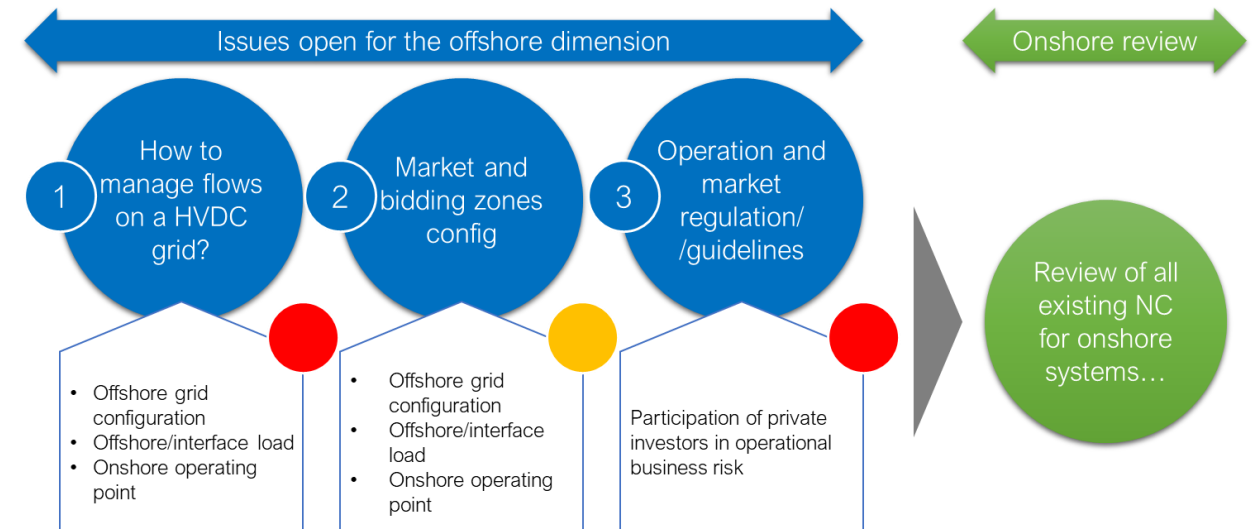 Issues open for the offshore dimension
Onshore review
1
How to
manage flows
on a HVDC
grid?
2
Market and
bidding zones
config
3
Operation and
market
regulation/
/guidelines
Review of all
existing NC
for onshore
systems…
• Offshore grid
configuration
• Offshore/interface load
• Onshore operating
point
• Offshore grid
configuration
• Offshore/interface
load
• Onshore operating
point
Participation of private
investors in operational
business risk